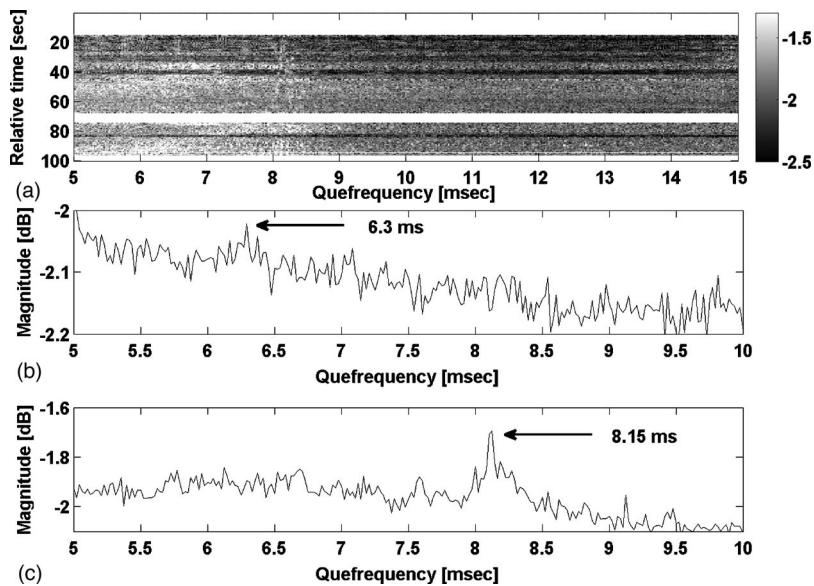 (a)
Relative time [sec]
20
40
60
80
100
5 6 7 8 9 10 11 12 13 14 15
Quefrequency [msec]
-1.5
-2
-2.5
(b)
Magnitude [dB]
-2
-2.1
-2.2
6.3 ms
5 5.5 6 6.5 7 7.5 8 8.5 9 9.5 10
Quefrequency [msec]
(c)
Magnitude [dB]
-1.6
-1.8
-2
8.15 ms
5 5.5 6 6.5 7 7.5 8 8.5 9 9.5 10
Quefrequency [msec]